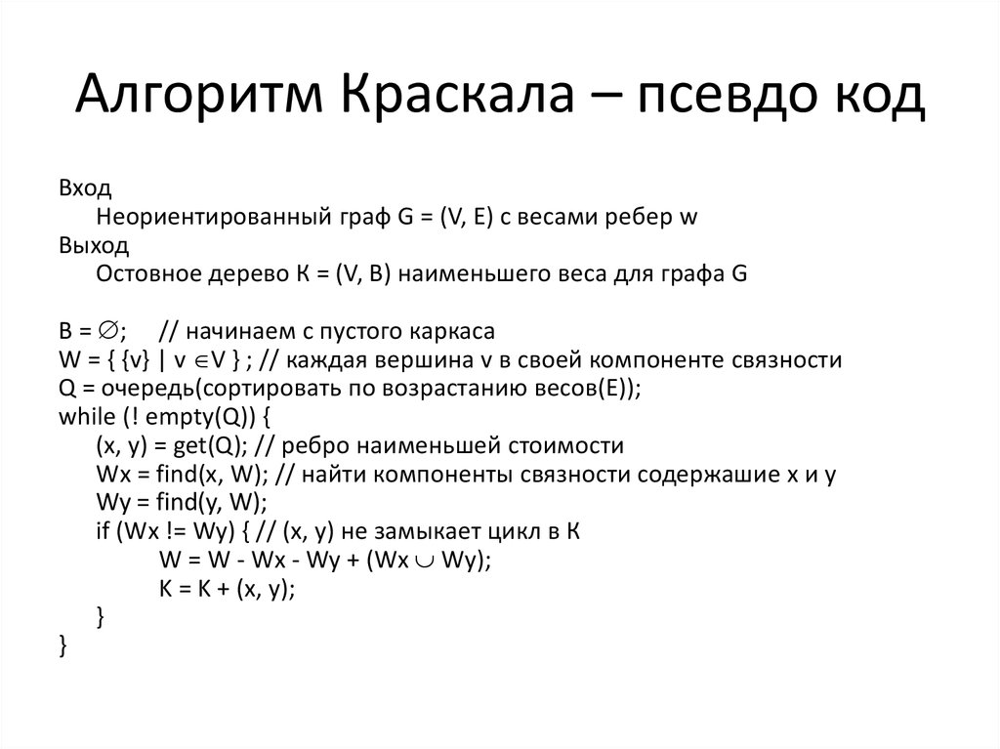 Алгоритм Краскала – псевдо код
Вход
Неориентированный граф G = (V, E) с весами ребер w
Выход
Остовное дерево К = (V, B) наименьшего веса для графа G
B = ∅; // начинаем с пустого каркаса
W = { {v} | v ∈V } ; // каждая вершина v в своей компоненте связности
Q = очередь(сортировать по возрастанию весов(E));
while (! empty(Q)) {
(x, y) = get(Q); // ребро наименьшей стоимости
Wx = find(x, W); // найти компоненты связности содержашие x и y
Wy = find(y, W);
if (Wx != Wy) { // (x, y) не замыкает цикл в К
W = W - Wx - Wy + (Wx ∪ Wy);
K = K + (x, y);
}
}